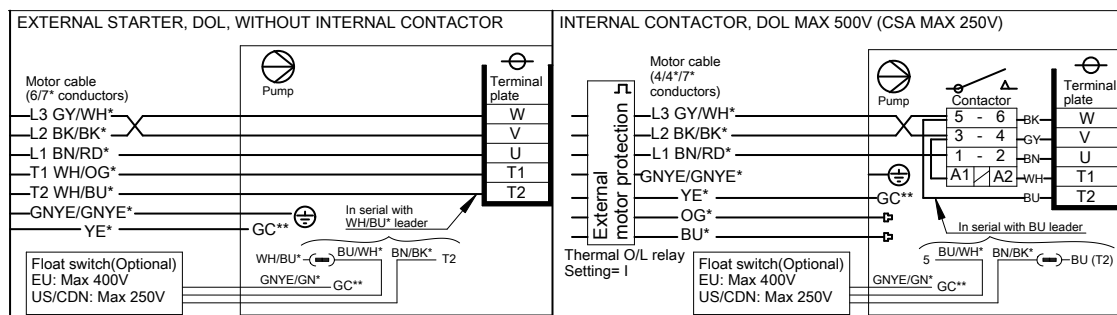 EXTERNAL STARTER, DOL, WITHOUT INTERNAL CONTACTOR
Motor cable
(6/7* conductors)
Pump
Terminal
plate
L3 GY/WH*
W
L2 BK/BK*
V
L1 BN/RD*
U
T1 WH/OG*
T1
T2 WH/BU*
T2
GNYE/GNYE*
YE*
GC**
In serial with
WH/BU* leader
WH/BU*
BU/WH*
BN/BK*
T2
GNYE/GN*
GC**
Float switch(Optional)
EU: Max 400V
US/CDN: Max 250V
INTERNAL CONTACTOR, DOL MAX 500V (CSA MAX 250V)
Motor cable
(4/4*/7*
conductors)
External
motor protection
Pump
Contactor
Terminal
plate
L3 GY/WH*
5 - 6
BK
W
L2 BK/BK*
3 - 4
GY
V
L1 BN/RD*
1 - 2
BN
U
GNYE/GNYE*
A1
A2
WH
T1
YE*
GC**
BU
T2
OG*
BU*
Thermal O/L relay
Setting= I
In serial with BU leader
5
BU/WH*
BN/BK*
BU (T2)
GNYE/GN*
GC**
Float switch(Optional)
EU: Max 400V
US/CDN: Max 250V